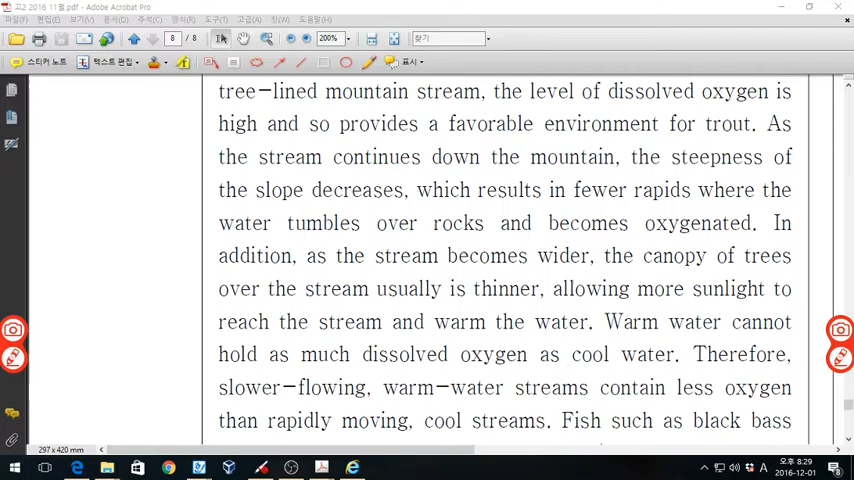 고2 2016 11월.pdf - Adobe Acrobat Pro
파일(F) 편집(E) 보기(V) 문서(D) 주석(C) 양식(R) 도구(T) 고급(A) 창(W) 도움말(H)
8 / 8 200% 찾기
스티커 노트 텍스트 편집 표시
tree-lined mountain stream, the level of dissolved oxygen is
high and so provides a favorable environment for trout. As
the stream continues down the mountain, the steepness of
the slope decreases, which results in fewer rapids where the
water tumbles over rocks and becomes oxygenated. In
addition, as the stream becomes wider, the canopy of trees
over the stream usually is thinner, allowing more sunlight to
reach the stream and warm the water. Warm water cannot
hold as much dissolved oxygen as cool water. Therefore,
slower-flowing, warm-water streams contain less oxygen
than rapidly moving, cool streams. Fish such as black bass
297 x 420 mm
A 오후 8:29
2016-12-01